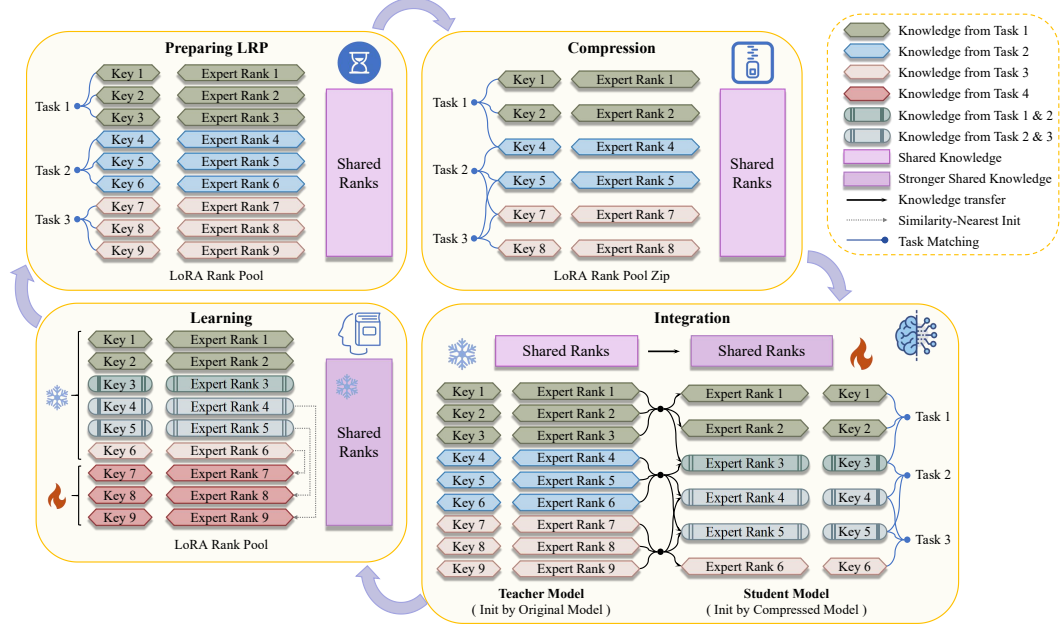 Preparing LRP
Key 1 Expert Rank 1
Key 2 Expert Rank 2
Task 1
Key 3 Expert Rank 3
Key 4 Expert Rank 4
Key 5 Expert Rank 5
Task 2
Key 6 Expert Rank 6
Key 7 Expert Rank 7
Task 3
Key 8 Expert Rank 8
Key 9 Expert Rank 9
Shared
Ranks
LoRA Rank Pool
Compression
Key 1 Expert Rank 1
Task 1
Key 2 Expert Rank 2
Key 4 Expert Rank 4
Task 2
Key 5 Expert Rank 5
Key 7 Expert Rank 7
Task 3
Key 8 Expert Rank 8
Shared
Ranks
LoRA Rank Pool Zip
Knowledge from Task 1
Knowledge from Task 2
Knowledge from Task 3
Knowledge from Task 4
Knowledge from Task 1 & 2
Knowledge from Task 2 & 3
Shared Knowledge
Stronger Shared Knowledge
Knowledge transfer
Similarity-Nearest Init
Task Matching
Learning
Key 1 Expert Rank 1
Key 2 Expert Rank 2
Key 3 Expert Rank 3
Key 4 Expert Rank 4
Key 5 Expert Rank 5
Key 6 Expert Rank 6
Key 7 Expert Rank 7
Key 8 Expert Rank 8
Key 9 Expert Rank 9
Shared
Ranks
LoRA Rank Pool
Integration
Shared Ranks Shared Ranks
Key 1 Expert Rank 1
Key 2 Expert Rank 2
Key 3 Expert Rank 3
Key 4 Expert Rank 4
Key 5 Expert Rank 5
Key 6 Expert Rank 6
Key 7 Expert Rank 7
Key 8 Expert Rank 8
Key 9 Expert Rank 9
Teacher Model
( Init by Original Model )
Expert Rank 1 Key 1
Task 1
Expert Rank 2 Key 2
Expert Rank 3 Key 3
Task 2
Expert Rank 4 Key 4
Expert Rank 5 Key 5
Task 3
Expert Rank 6 Key 6
Student Model
( Init by Compressed Model )